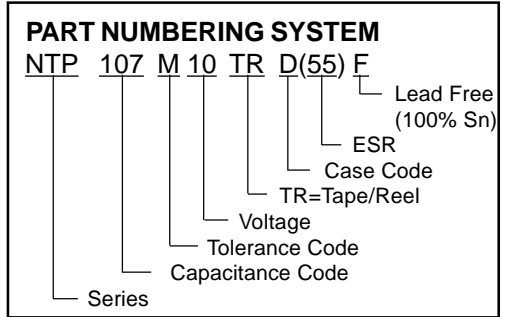 PART NUMBERING SYSTEM
NTP 107 M 10 TR D(55) F
Lead Free
(100% Sn)
ESR
Case Code
TR=Tape/Reel
Voltage
Tolerance Code
Capacitance Code
Series